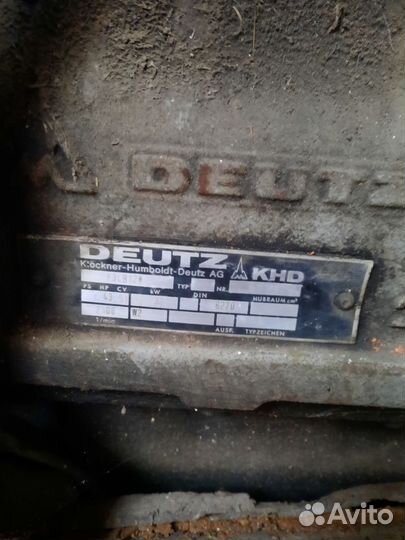 DEUTZ
DEUTZ KHD
Klöckner-Humboldt-Deutz AG
TYP NR.
PS HP CV kW DIN HUBRAUM cm³
1/min AUSF. TYPZEICHEN
Avito